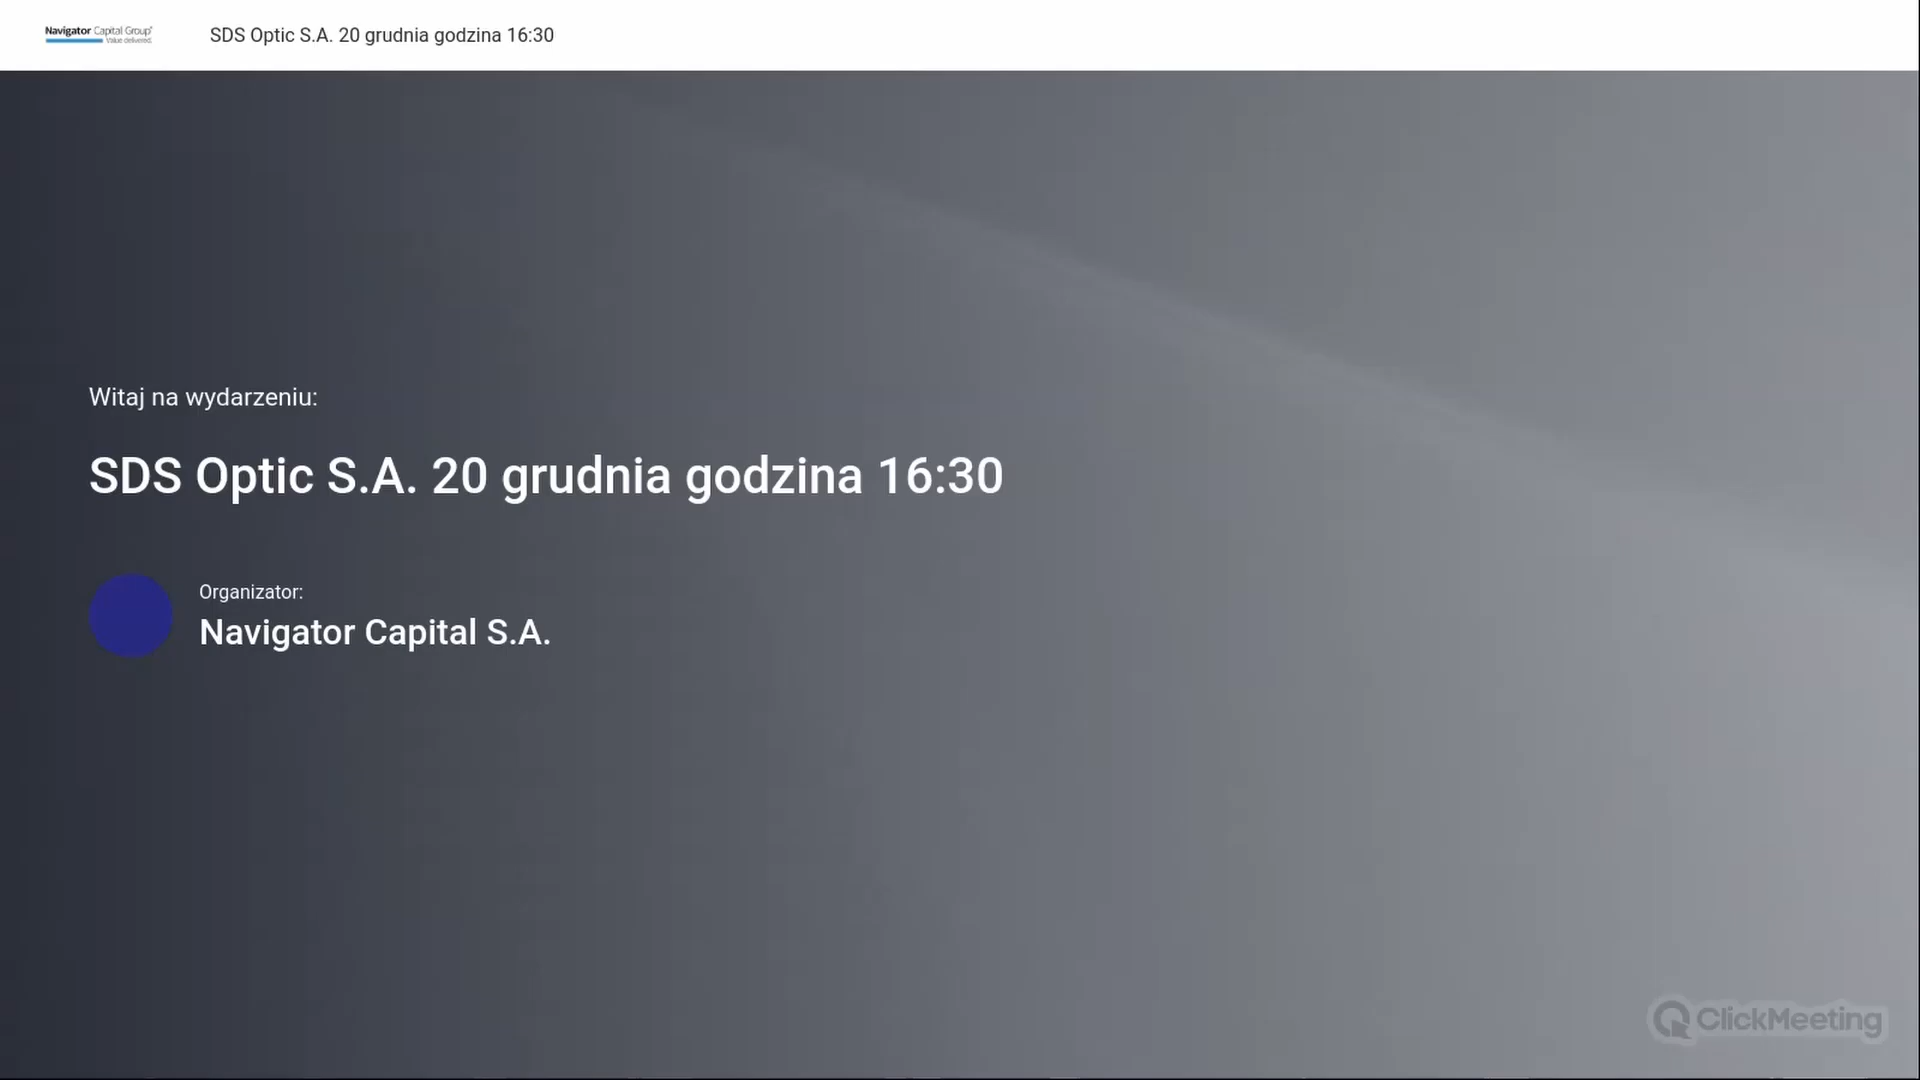 Navigator Capital Group®
Value delivered.
SDS Optic S.A. 20 grudnia godzina 16:30
Witaj na wydarzeniu:
SDS Optic S.A. 20 grudnia godzina 16:30
Organizator:
Navigator Capital S.A.
ClickMeeting